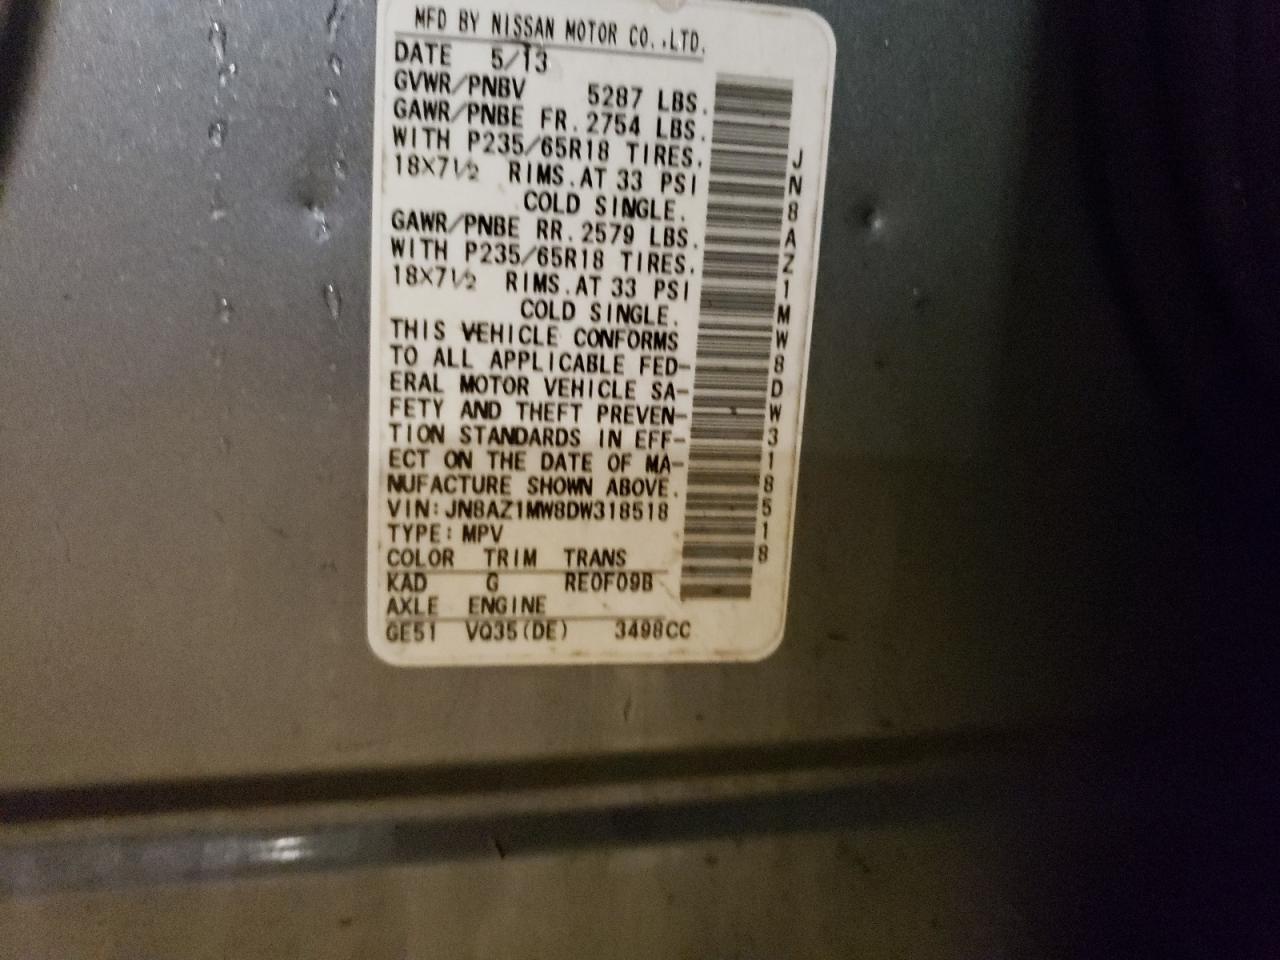 MFD BY NISSAN MOTOR CO.,LTD.
DATE 5/13
GVWR/PNBV 5287 LBS.
GAWR/PNBE FR. 2754 LBS.
WITH P235/65R18 TIRES.
18X7½ RIMS.AT 33 PSI
COLD SINGLE.
GAWR/PNBE RR. 2579 LBS.
WITH P235/65R18 TIRES.
18X7½ RIMS.AT 33 PSI
COLD SINGLE.
THIS VEHICLE CONFORMS
TO ALL APPLICABLE FED-
ERAL MOTOR VEHICLE SA-
FETY AND THEFT PREVEN-
TION STANDARDS IN EFF-
ECT ON THE DATE OF MA-
NUFACTURE SHOWN ABOVE.
VIN:JN8AZ1MW8DW318518
TYPE:MPV
COLOR TRIM TRANS
KAD G RE0F09B
AXLE ENGINE
GE51 VQ35(DE) 3498CC
JN8AZ1MW8DW318518